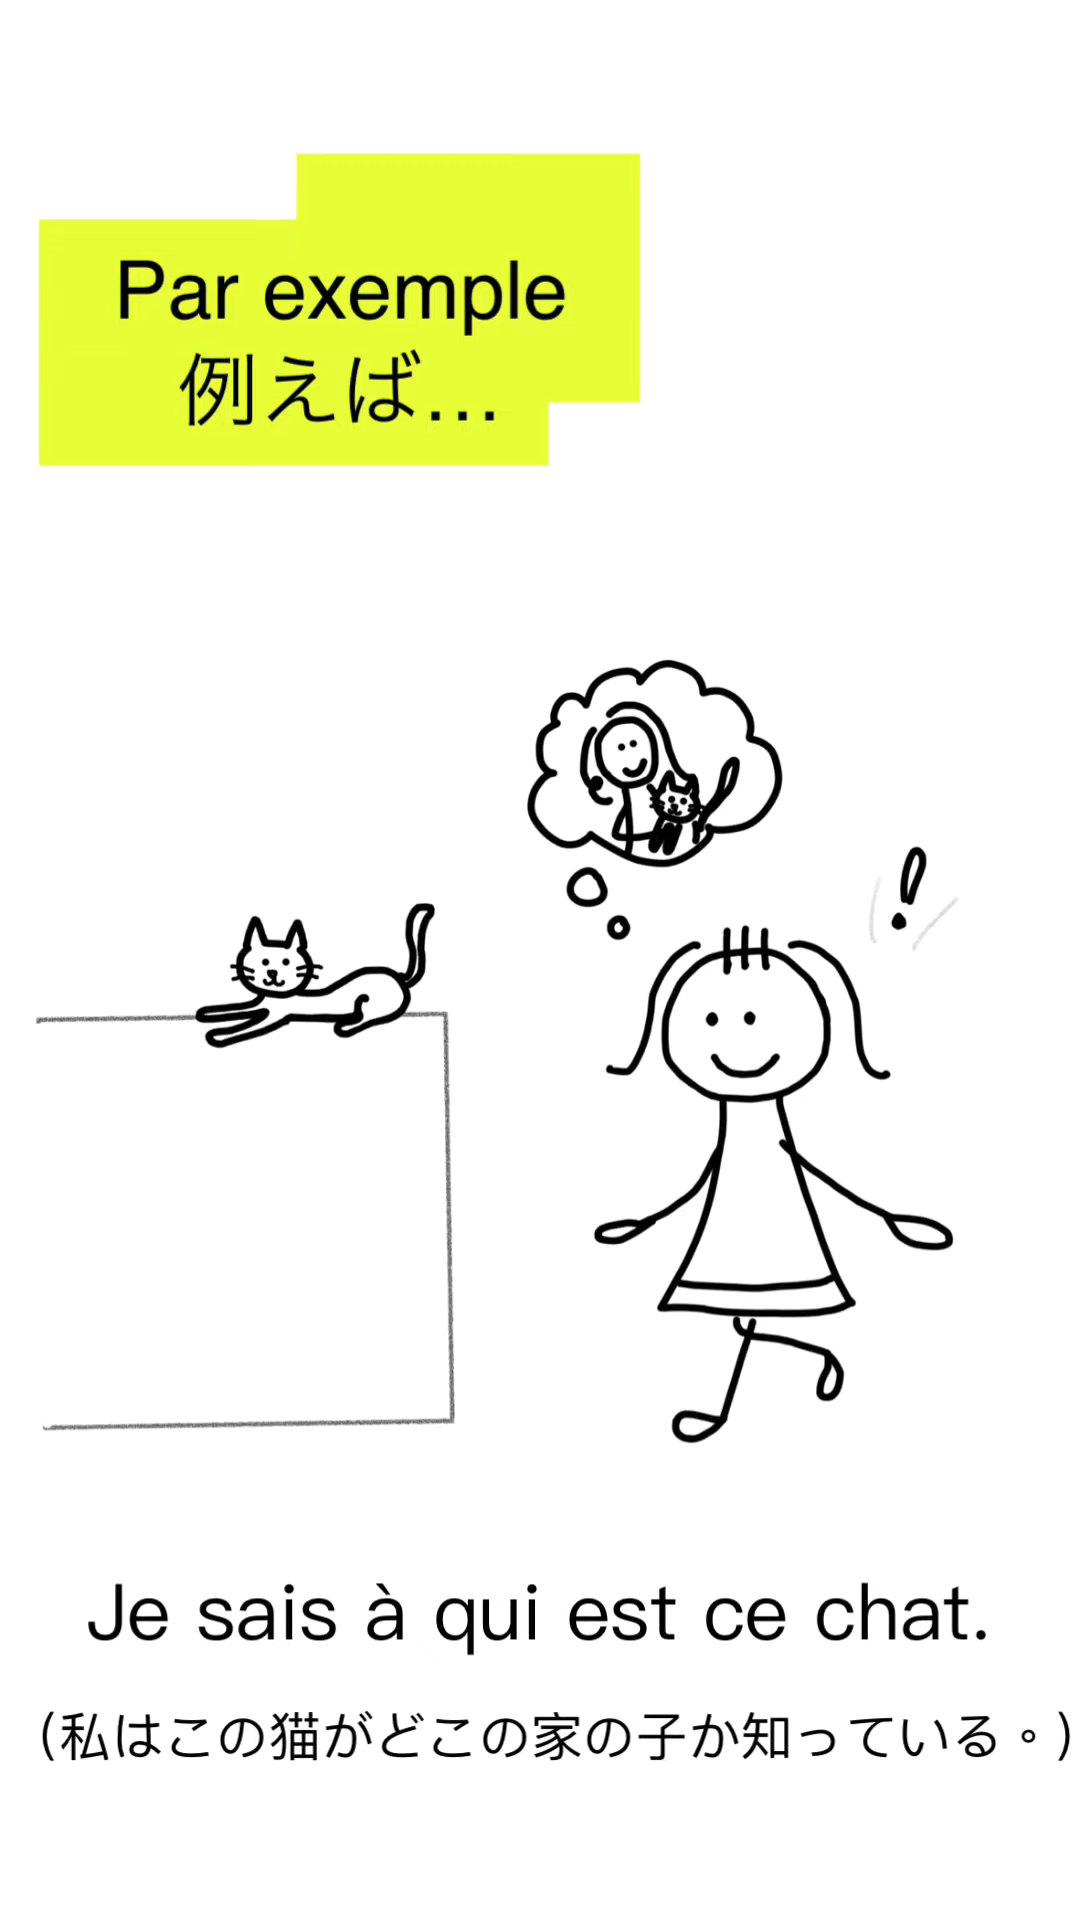 Par exemple
例えば…
!
Je sais à qui est ce chat.
（私はこの猫がどこの家の子か知っている。）